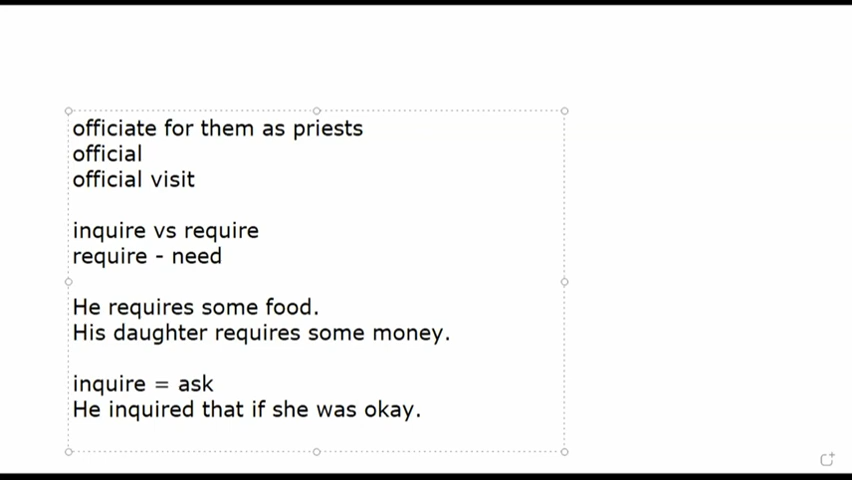 officiate for them as priests
official
official visit
inquire vs require
require - need
He requires some food.
His daughter requires some money.
inquire = ask
He inquired that if she was okay.